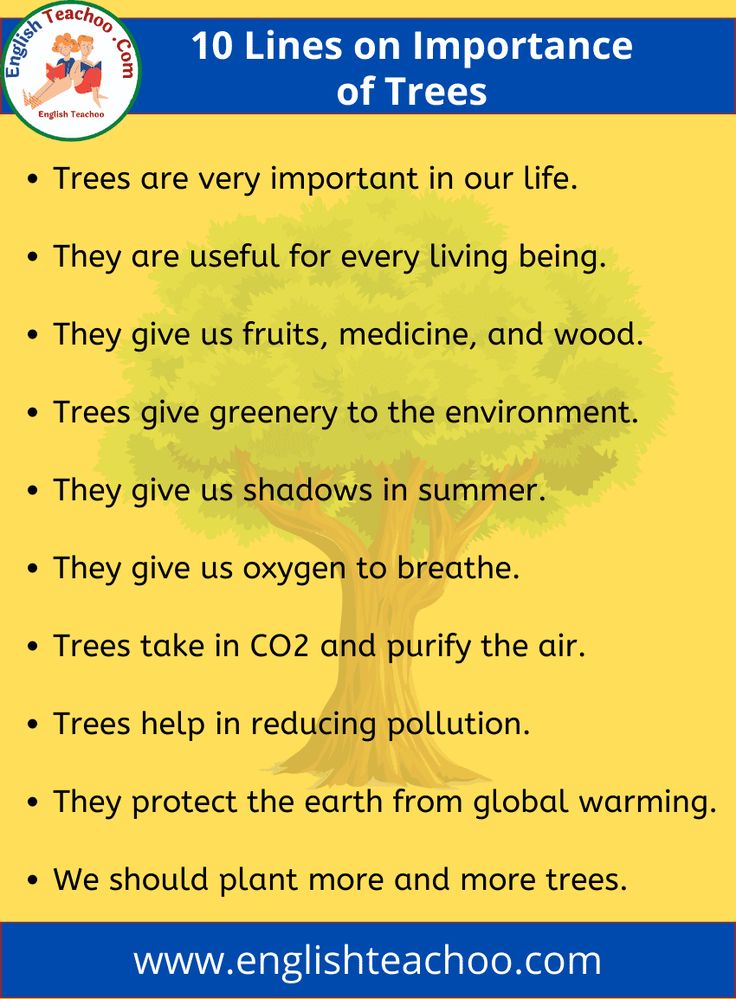 English Teachoo .Com
English Teachoo
10 Lines on Importance
of Trees
• Trees are very important in our life.
• They are useful for every living being.
• They give us fruits, medicine, and wood.
• Trees give greenery to the environment.
• They give us shadows in summer.
• They give us oxygen to breathe.
• Trees take in CO2 and purify the air.
• Trees help in reducing pollution.
• They protect the earth from global warming.
• We should plant more and more trees.
www.englishteachoo.com